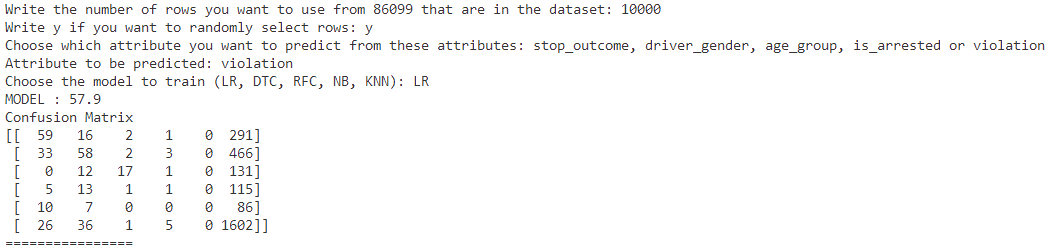 Write the number of rows you want to use from 86099 that are in the dataset: 10000
Write y if you want to randomly select rows: y
Choose which attribute you want to predict from these attributes: stop_outcome, driver_gender, age_group, is_arrested or violation
Attribute to be predicted: violation
Choose the model to train (LR, DTC, RFC, NB, KNN): LR
MODEL : 57.9
Confusion Matrix
[[  59   16    2    1    0  291]
 [  33   58    2    3    0  466]
 [   0   12   17    1    0  131]
 [   5   13    1    1    0  115]
 [  10    7    0    0    0   86]
 [  26   36    1    5    0 1602]]
================